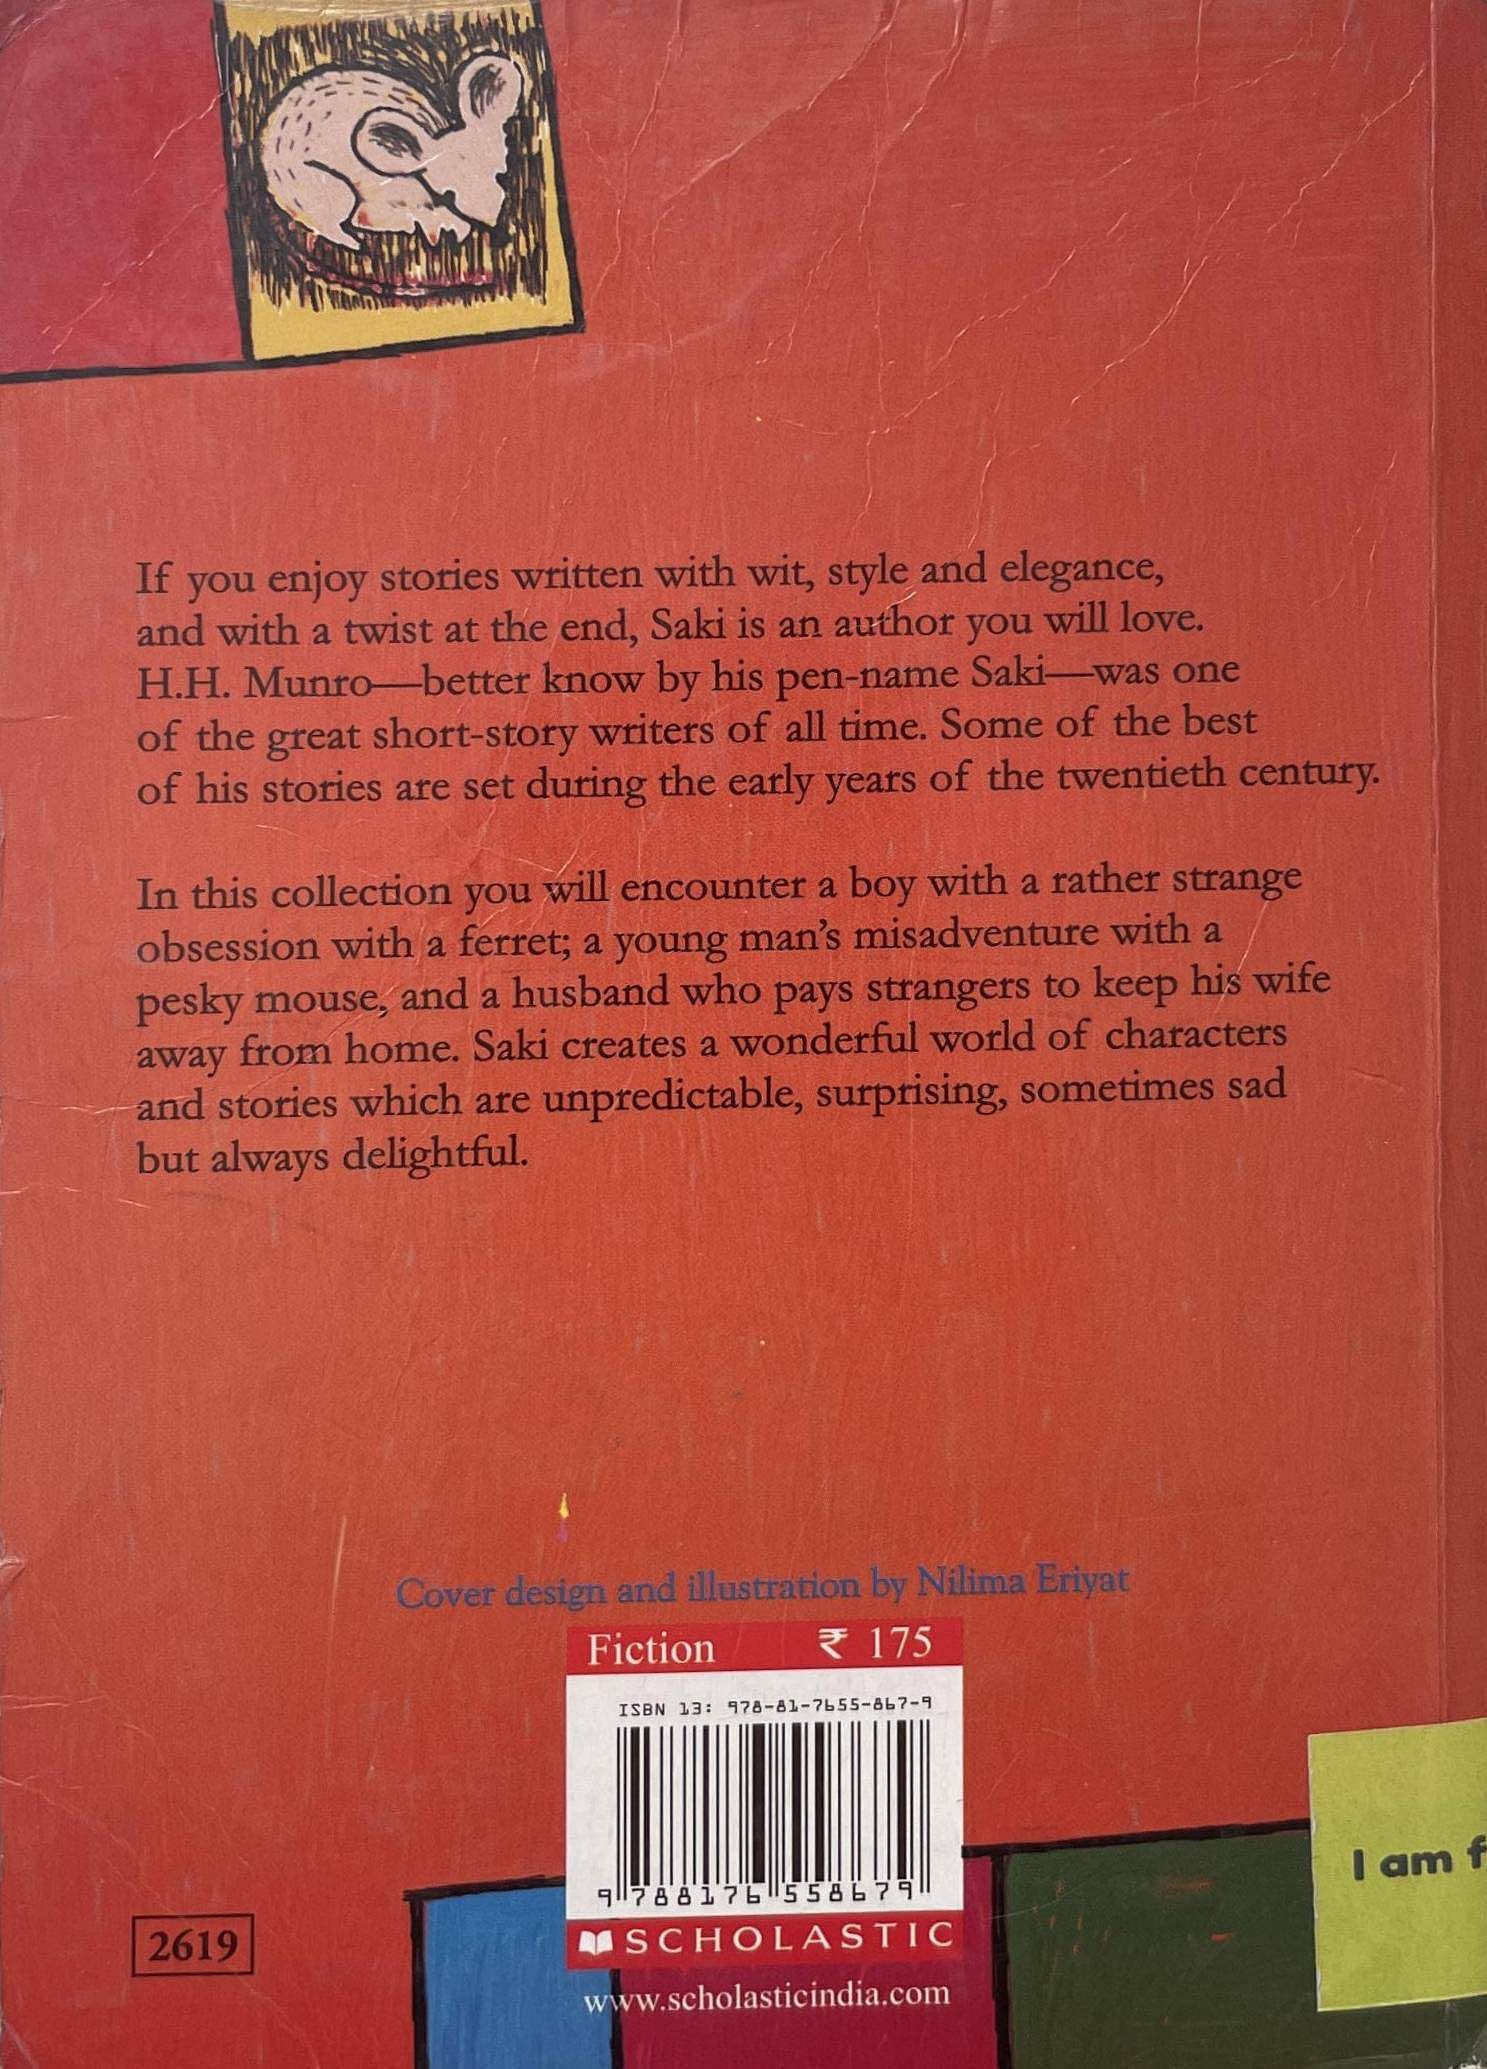 If you enjoy stories written with wit, style and elegance,
and with a twist at the end, Saki is an author you will love.
H.H. Munro—better know by his pen-name Saki—was one
of the great short-story writers of all time. Some of the best
of his stories are set during the early years of the twentieth century.
In this collection you will encounter a boy with a rather strange
obsession with a ferret; a young man's misadventure with a
pesky mouse, and a husband who pays strangers to keep his wife
away from home. Saki creates a wonderful world of characters
and stories which are unpredictable, surprising, sometimes sad
but always delightful.
Cover design and illustration by Nilima Eriyat
Fiction ₹ 175
ISBN 13: 978-81-7655-867-9
9 788176 558679
SCHOLASTIC
www.scholasticindia.com
2619
I am f